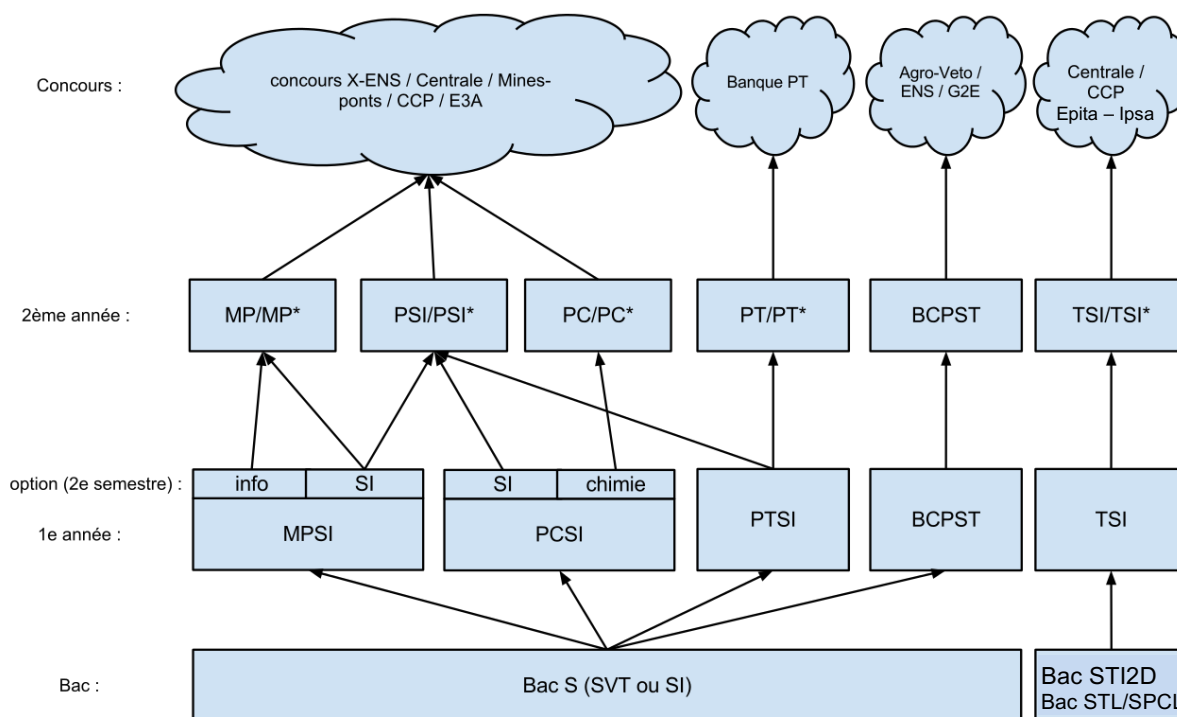 Concours :
concours X-ENS / Centrale / Mines-
ponts / CCP / E3A
Banque PT
Agro-Veto /
ENS / G2E
Centrale /
CCP
Epita – Ipsa
2ème année :
MP/MP*
PSI/PSI*
PC/PC*
PT/PT*
BCPST
TSI/TSI*
option (2e semestre) :
info
SI
SI
chimie
1e année :
MPSI
PCSI
PTSI
BCPST
TSI
Bac :
Bac S (SVT ou SI)
Bac STI2D
Bac STL/SPCL